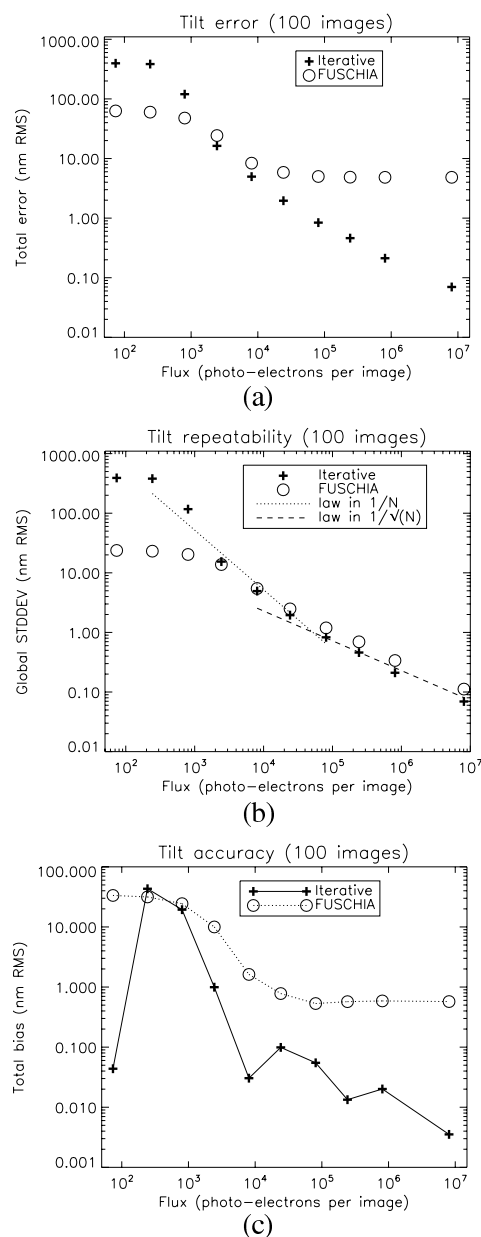 Tilt error (100 images)
Total error (nm RMS)
1000.00
100.00
10.00
1.00
0.10
0.01
Iterative
FUSCHIA
10²
10³
10⁴
10⁵
10⁶
10⁷
Flux (photo-electrons per image)
(a)
Tilt repeatability (100 images)
Global STDDEV (nm RMS)
1000.00
100.00
10.00
1.00
0.10
0.01
Iterative
FUSCHIA
law in 1/N
law in 1/√(N)
10²
10³
10⁴
10⁵
10⁶
10⁷
Flux (photo-electrons per image)
(b)
Tilt accuracy (100 images)
Total bias (nm RMS)
100.000
10.000
1.000
0.100
0.010
0.001
Iterative
FUSCHIA
10²
10³
10⁴
10⁵
10⁶
10⁷
Flux (photo-electrons per image)
(c)